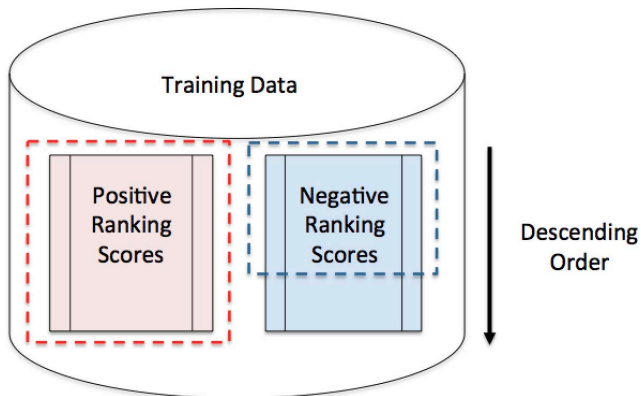 Training Data
Positive
Ranking
Scores
Negative
Ranking
Scores
Descending
Order